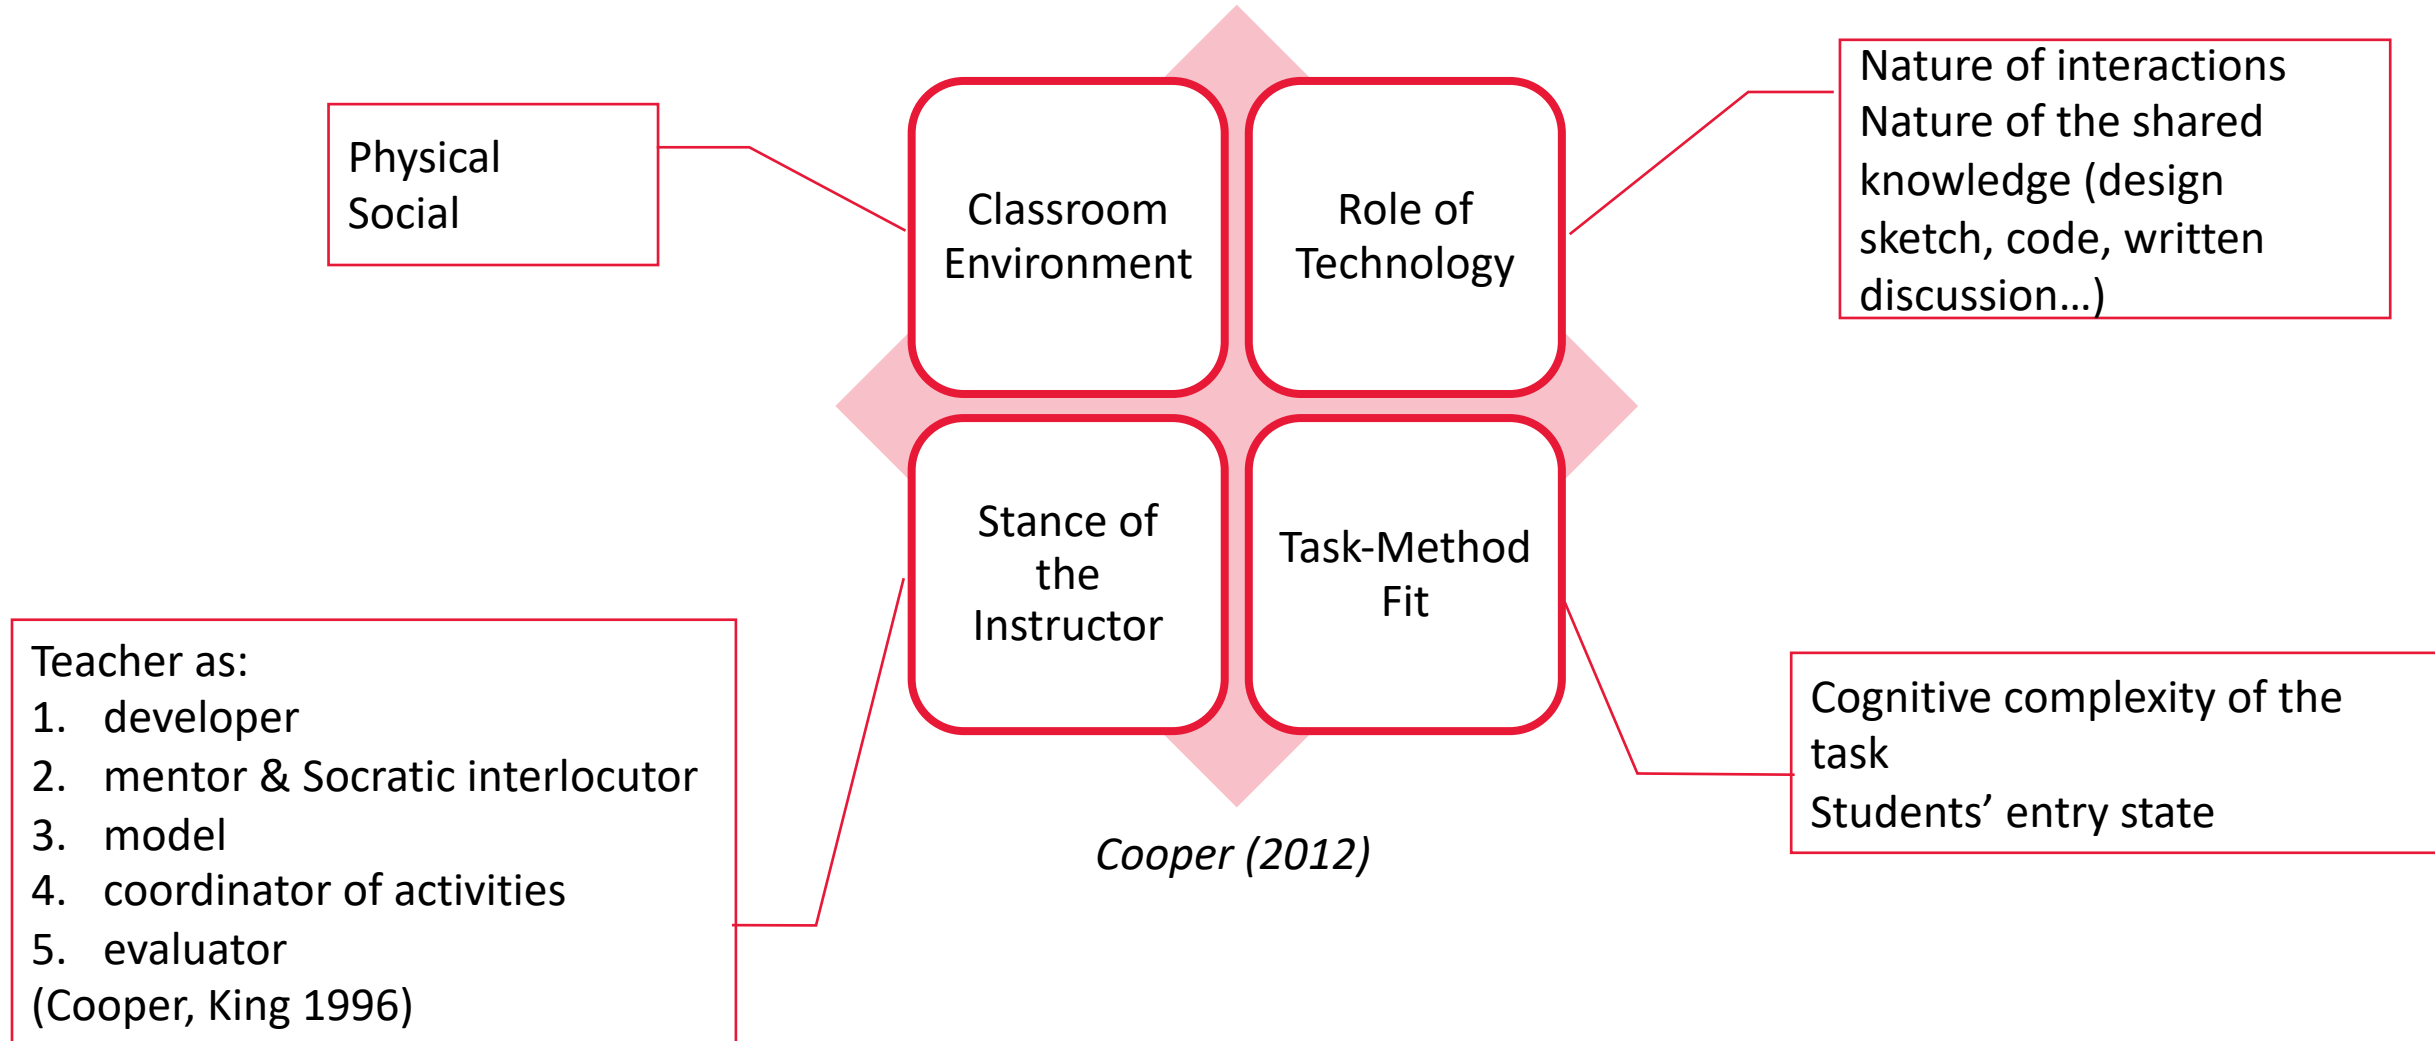 Physical
Social
Classroom
Environment
Role of
Technology
Nature of interactions
Nature of the shared
knowledge (design
sketch, code, written
discussion…)
Stance of
the
Instructor
Task-Method
Fit
Teacher as:
1. developer
2. mentor & Socratic interlocutor
3. model
4. coordinator of activities
5. evaluator
(Cooper, King 1996)
Cognitive complexity of the
task
Students’ entry state
Cooper (2012)